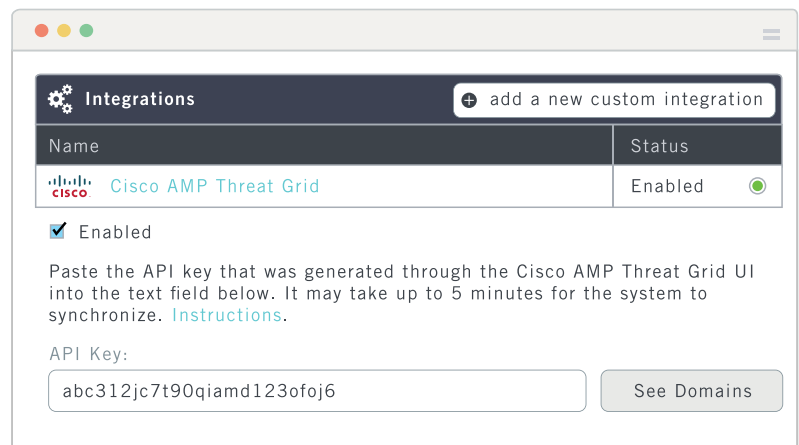 Integrations
add a new custom integration
Name
Status
CISCO
Cisco AMP Threat Grid
Enabled
Enabled
Paste the API key that was generated through the Cisco AMP Threat Grid UI
into the text field below. It may take up to 5 minutes for the system to
synchronize. Instructions.
API Key:
abc312jc7t90qiamd123ofoj6
See Domains